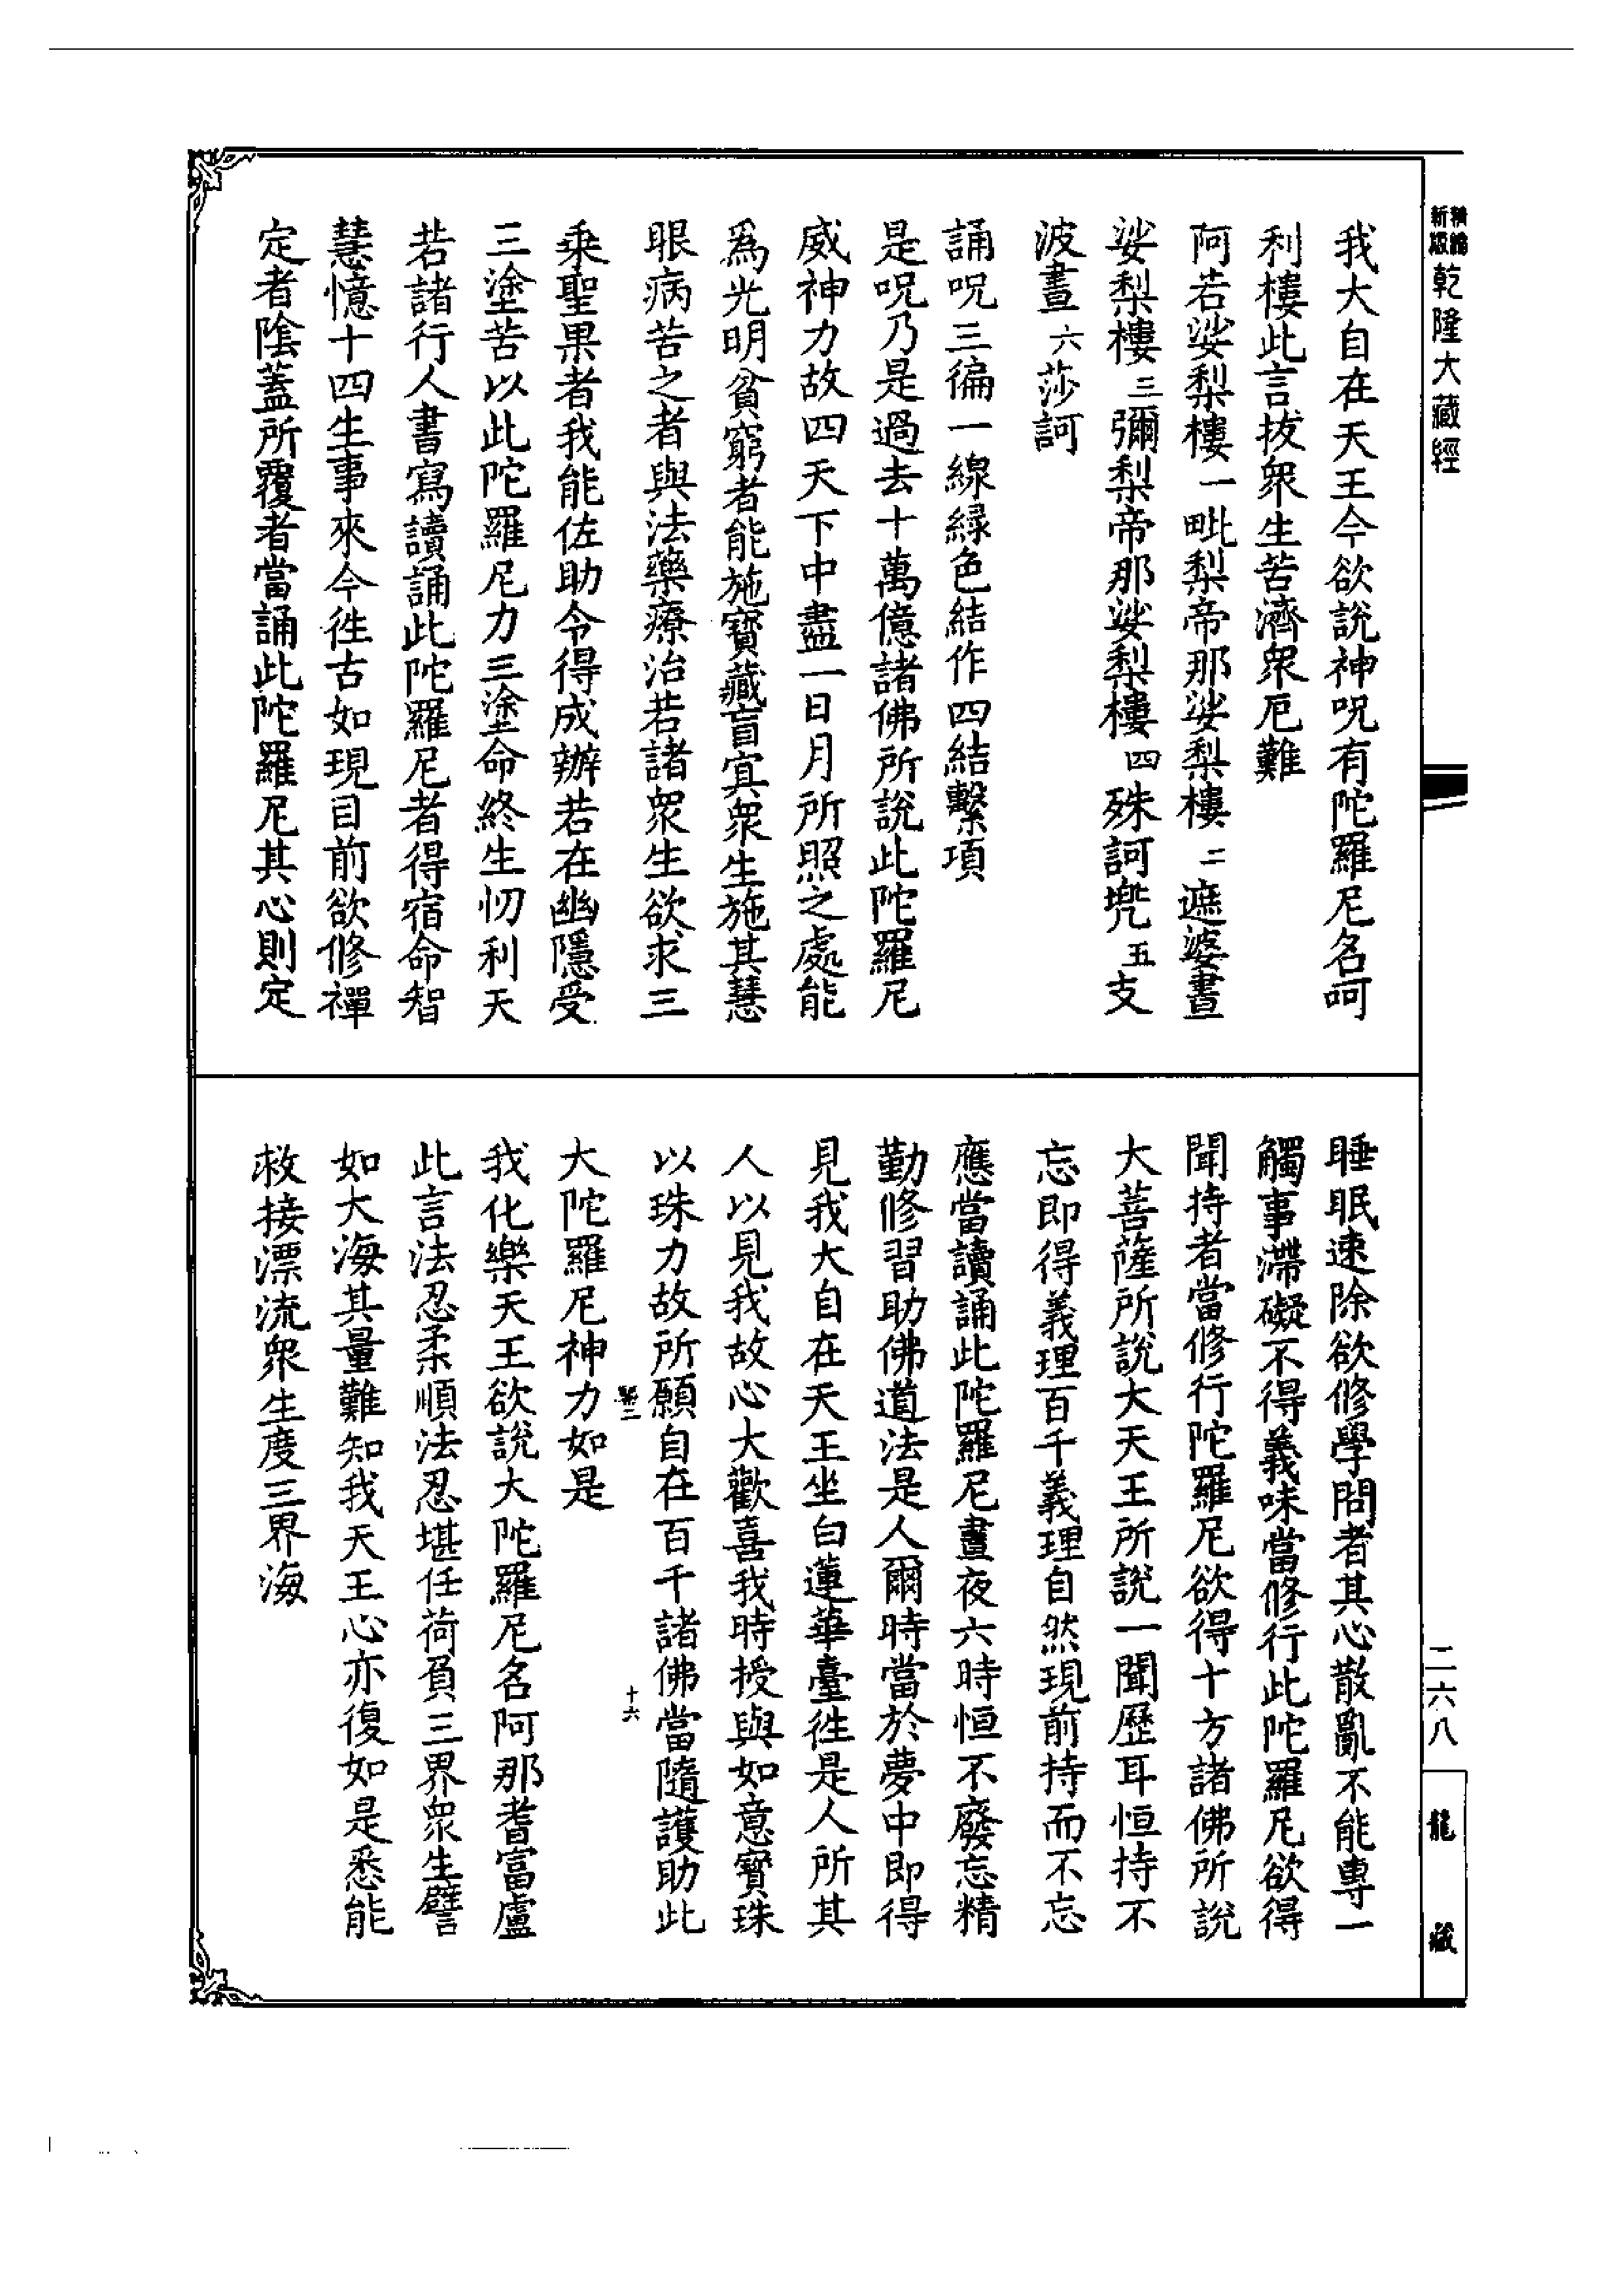 新編縮版乾隆大藏經
我大自在天王今欲説神呪有陀羅尼名呵
利樓此言拔衆生苦濟衆厄難
阿若娑梨樓一毗梨帝那娑梨樓二遮婆晝
娑梨樓三彌梨帝那娑梨樓四殊訶兜五支
波晝六莎訶
誦呪三徧一線緑色結作四結繫項
是呪乃是過去十萬億諸佛所説此陀羅尼
威神力故四天下中盡一日月所照之處能
爲光明貧窮者能施寶藏盲冥衆生施其慧
眼病苦之者與法藥療治若諸衆生欲求三
乘聖果者我能佐助令得成辦若在幽隱受
三塗苦以此陀羅尼力三塗命終生忉利天
若諸行人書寫讀誦此陀羅尼者得宿命智
慧憶十四生事來今徃古如現目前欲修禪
定者陰蓋所覆者當誦此陀羅尼其心則定
睡眠速除欲修學問者其心散亂不能專一
觸事滯礙不得義味當修行此陀羅尼欲得
聞持者當修行陀羅尼欲得十方諸佛所説
大菩薩所説大天王所説一聞歷耳恒持不
忘即得義理百千義理自然現前持而不忘
應當讀誦此陀羅尼晝夜六時恒不廢忘精
勤修習助佛道法是人爾時當於夢中即得
見我大自在天王坐白蓮華臺徃是人所其
人以見我故心大歡喜我時授與如意寶珠
以珠力故所願自在百千諸佛當隨護助此
大陀羅尼神力如是
十六
我化樂天王欲説大陀羅尼名阿那耆富盧
此言法忍柔順法忍堪任荷負三界衆生譬
如大海其量難知我天王心亦復如是悉能
救接漂流衆生度三界海
二六八
龍藏